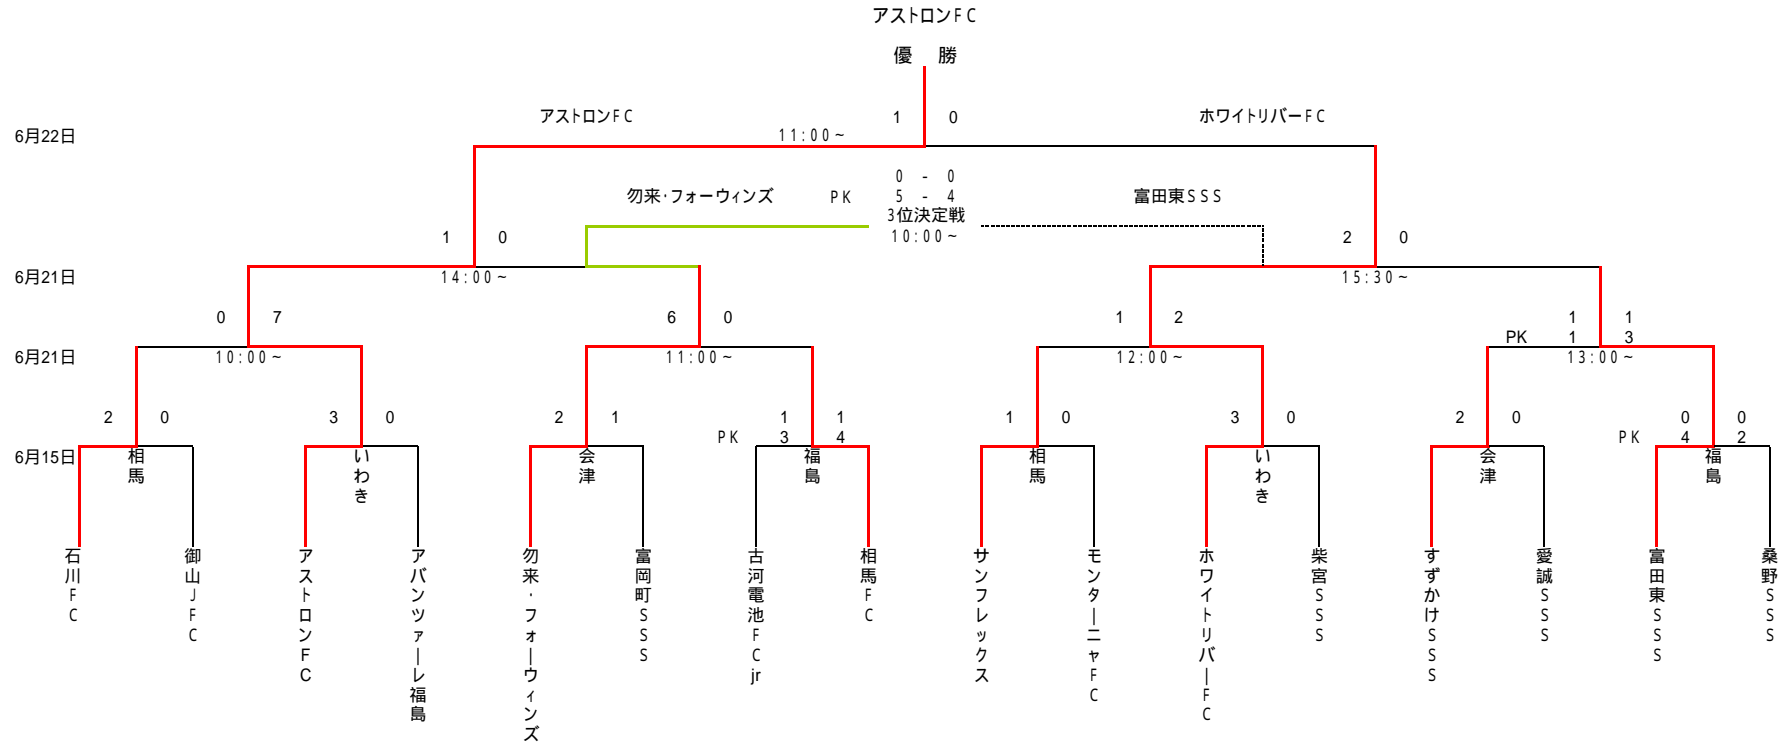 アストロンFC
優 勝
アストロンFC 1 0 ホワイトリバーFC
6月22日 11:00~
0 - 0
勿来・フォーウィンズ PK 5 - 4 富田東SSS
3位決定戦
10:00~
1 0 2 0
6月21日 14:00~ 15:30~
0 7 6 0 1 2 1 1
PK 1 3
6月21日 10:00~ 11:00~ 12:00~ 13:00~
2 0 3 0 2 1 1 1 1 0 3 0 2 0 0 0
PK 3 4 PK 4 2
6月15日 相馬 いわき 会津 福島 相馬 いわき 会津 福島
石川FC
御山JFC
アストロンFC
アバンツァーレ福島
勿来・フォーウィンズ
富岡町SSS
古河電池FCjr
相馬FC
サンフレックス
モンターニャFC
ホワイトリバーFC
柴宮SSS
すずかけSSS
愛誠SSS
富田東SSS
桑野SSS